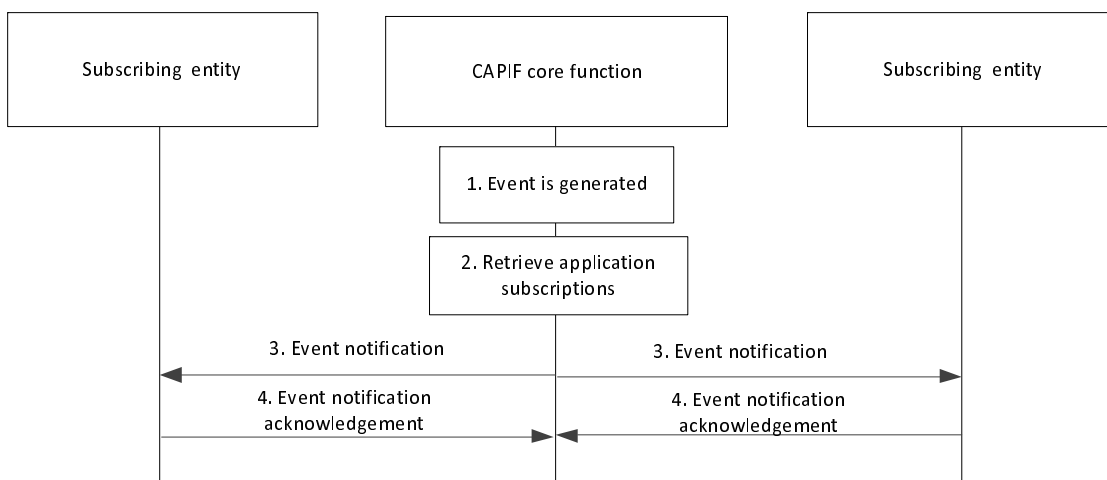 Subscribing entity
CAPIF core function
Subscribing entity
1. Event is generated
2. Retrieve application
subscriptions
3. Event notification
3. Event notification
4. Event notification
acknowledgement
4. Event notification
acknowledgement